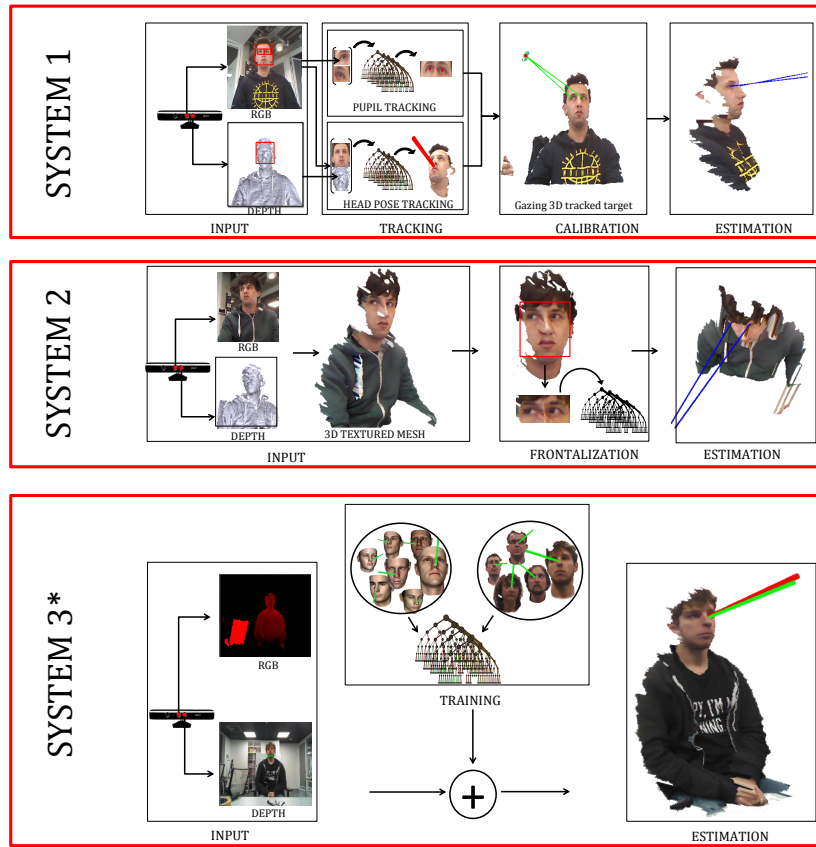 SYSTEM 1
RGB
DEPTH
INPUT
PUPIL TRACKING
HEAD POSE TRACKING
TRACKING
Gazing 3D tracked target
CALIBRATION
ESTIMATION
SYSTEM 2
RGB
DEPTH
3D TEXTURED MESH
INPUT
FRONTALIZATION
ESTIMATION
SYSTEM 3*
RGB
DEPTH
INPUT
TRAINING
+
ESTIMATION